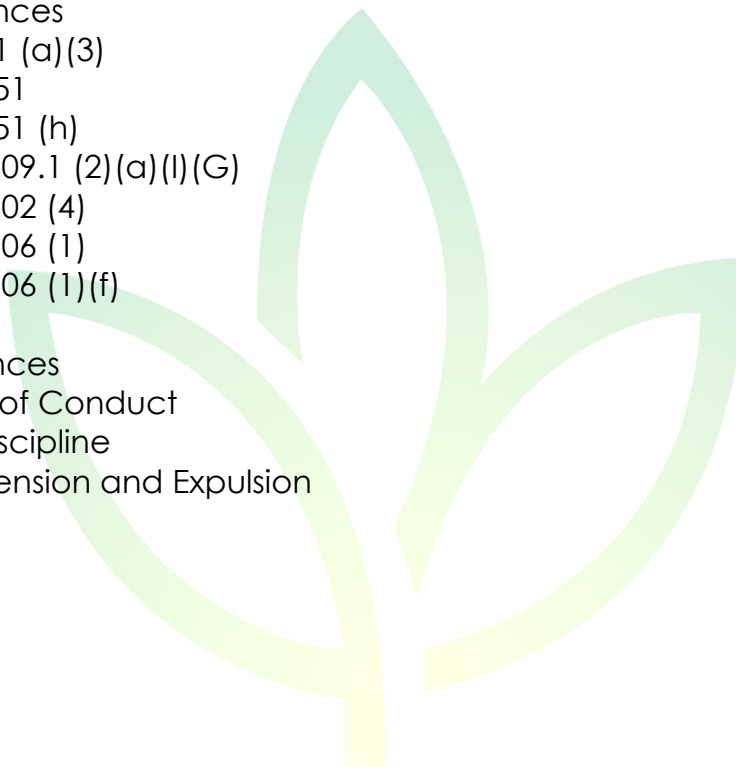 nces
1 (a)(3)
51
51 (h)
09.1 (2)(a)(I)(G)
02 (4)
06 (1)
06 (1)(f)
nces
of Conduct
scipline
ension and Expulsion